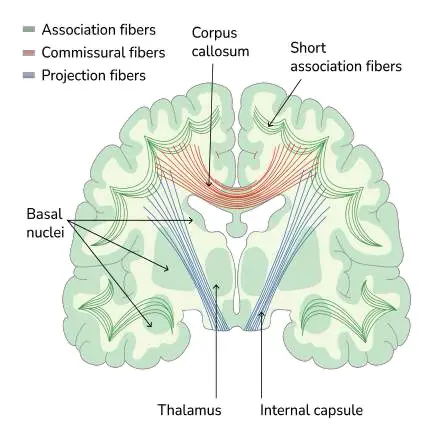 Association fibers
Commissural fibers
Projection fibers
Corpus
callosum
Short
association fibers
Basal
nuclei
Thalamus
Internal capsule